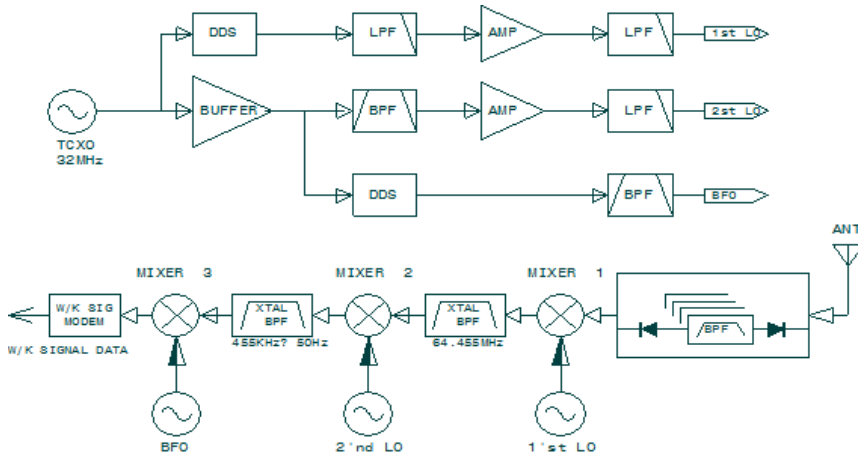 DDS
LPF
AMP
LPF
1st LO
BUFFER
BPF
AMP
LPF
2st LO
TCXO
32MHz
DDS
BPF
BFO
ANT
MIXER 3
MIXER 2
MIXER 1
W/K SIG
MODEM
XTAL
BPF
XTAL
BPF
BPF
W/K SIGNAL DATA
455KHz? 50Hz
64.455MHz
BFO
2'nd LO
1'st LO